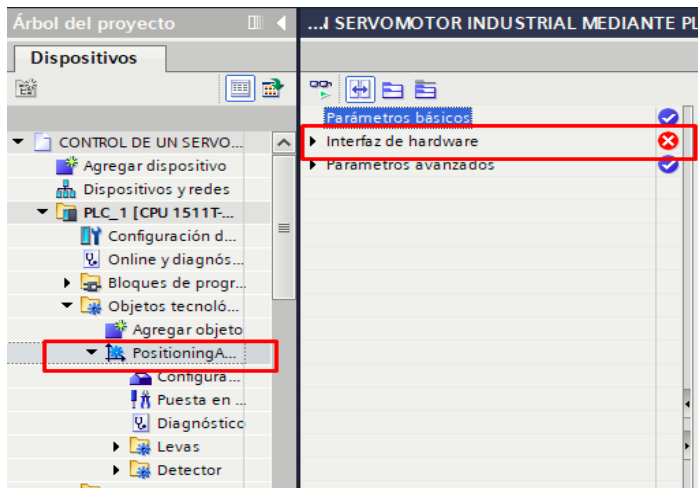 Árbol del proyecto
Dispositivos
CONTROL DE UN SERVO...
Agregar dispositivo
Dispositivos y redes
PLC_1 [CPU 1511T-...
Configuración d...
Online y diagnós...
Bloques de progr...
Objetos tecnoló...
Agregar objeto
PositioningA...
Configura...
Puesta en ...
Diagnóstico
Levas
Detector
...N SERVOMOTOR INDUSTRIAL MEDIANTE PL
Parámetros básicos
Interfaz de hardware
Parámetros avanzados